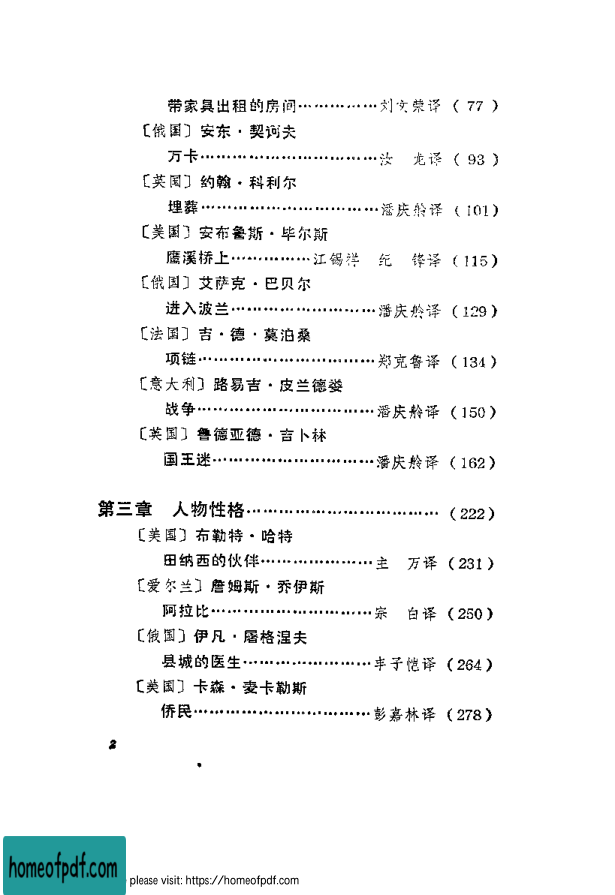 带家具出租的房间……………刘文荣译（ 77 ）
〔俄国〕安东·契诃夫
万卡……………………………汝　龙译（ 93 ）
〔英国〕约翰·科利尔
埋葬……………………………潘庆舲译（ 101 ）
〔美国〕安布鲁斯·毕尔斯
鹰溪桥上……………江锡祥　纪　锋译（ 115 ）
〔俄国〕艾萨克·巴贝尔
进入波兰………………………潘庆舲译（ 129 ）
〔法国〕吉·德·莫泊桑
项链……………………………郑克鲁译（ 134 ）
〔意大利〕路易吉·皮兰德娄
战争……………………………潘庆舲译（ 150 ）
〔英国〕鲁德亚德·吉卜林
国王迷…………………………潘庆舲译（ 162 ）
第三章　人物性格………………………………（ 222 ）
〔美国〕布勒特·哈特
田纳西的伙伴…………………主　万译（ 231 ）
〔爱尔兰〕詹姆斯·乔伊斯
阿拉比…………………………宗　白译（ 250 ）
〔俄国〕伊凡·屠格涅夫
县城的医生……………………丰子恺译（ 264 ）
〔美国〕卡森·麦卡勒斯
侨民……………………………彭嘉林译（ 278 ）
2
homeofpdf.com
please visit: https://homeofpdf.com